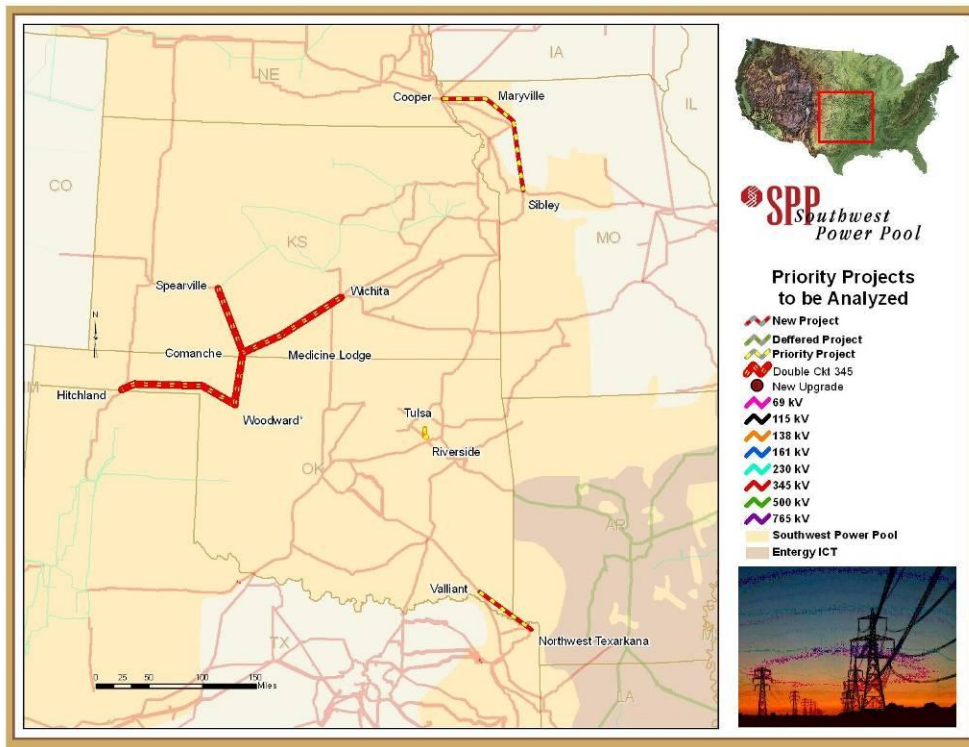 NE
IA
IL
Cooper
Maryville
CO
Sibley
KS
MO
Spearville
Wichita
N
Comanche
Medicine Lodge
Hitchland
Woodward*
Tulsa
Riverside
OK
AR
Valliant
Northwest Texarkana
TX
LA
0 25 50 100 150
Miles
SPP
Southwest
Power Pool
Priority Projects
to be Analyzed
New Project
Deffered Project
Priority Project
Double Ckt 345
New Upgrade
69 kV
115 kV
138 kV
161 kV
230 kV
345 kV
500 kV
765 kV
Southwest Power Pool
Entergy ICT